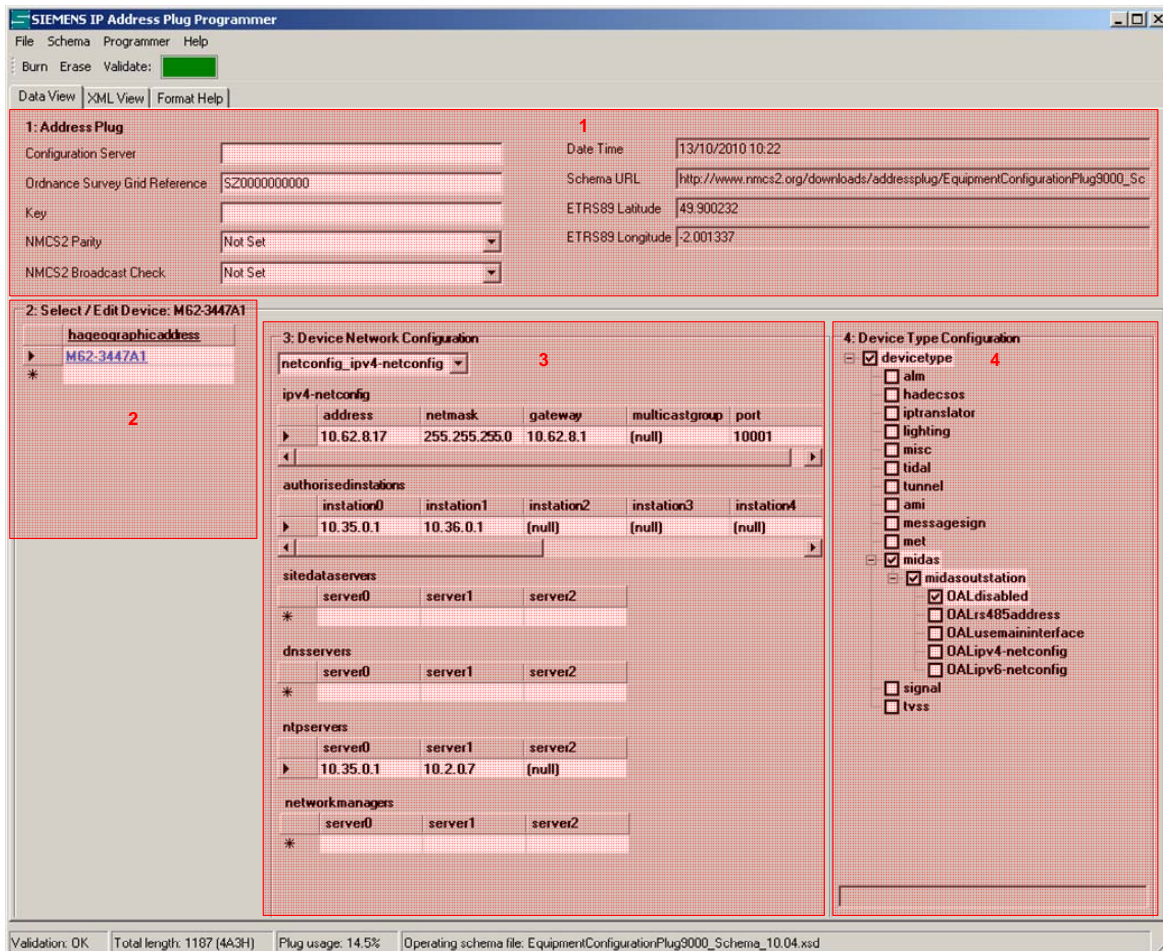 SIEMENS IP Address Plug Programmer
File Schema Programmer Help
Burn Erase Validate:
Data View XML View Format Help
1: Address Plug
1
Configuration Server
Date Time 13/10/2010 10:22
Ordnance Survey Grid Reference SZ0000000000
Schema URL http://www.nmcs2.org/downloads/addressplug/EquipmentConfigurationPlug9000_Sc
Key
ETRS89 Latitude 49.900232
NMCS2 Parity Not Set
ETRS89 Longitude -2.001337
NMCS2 Broadcast Check Not Set
2: Select / Edit Device: M62-3447A1
hageographicaddress
M62-3447A1
*
2
3: Device Network Configuration
3
netconfig_ipv4-netconfig
ipv4-netconfig
address netmask gateway multicastgroup port
10.62.8.17 255.255.255.0 10.62.8.1 (null) 10001
authorisedinstations
instation0 instation1 instation2 instation3 instation4
10.35.0.1 10.36.0.1 (null) (null) (null)
sitedataservers
server0 server1 server2
*
dnsservers
server0 server1 server2
*
ntpservers
server0 server1 server2
10.35.0.1 10.2.0.7 (null)
networkmanagers
server0 server1 server2
*
4: Device Type Configuration
4
devicetype
alm
hadecsos
iptranslator
lighting
misc
tidal
tunnel
ami
messagesign
met
midas
midasoutstation
OALdisabled
OALrs485address
OALusemaininterface
OALipv4-netconfig
OALipv6-netconfig
signal
tvss
Validation: OK Total length: 1187 (4A3H) Plug usage: 14.5% Operating schema file: EquipmentConfigurationPlug9000_Schema_10.04.xsd